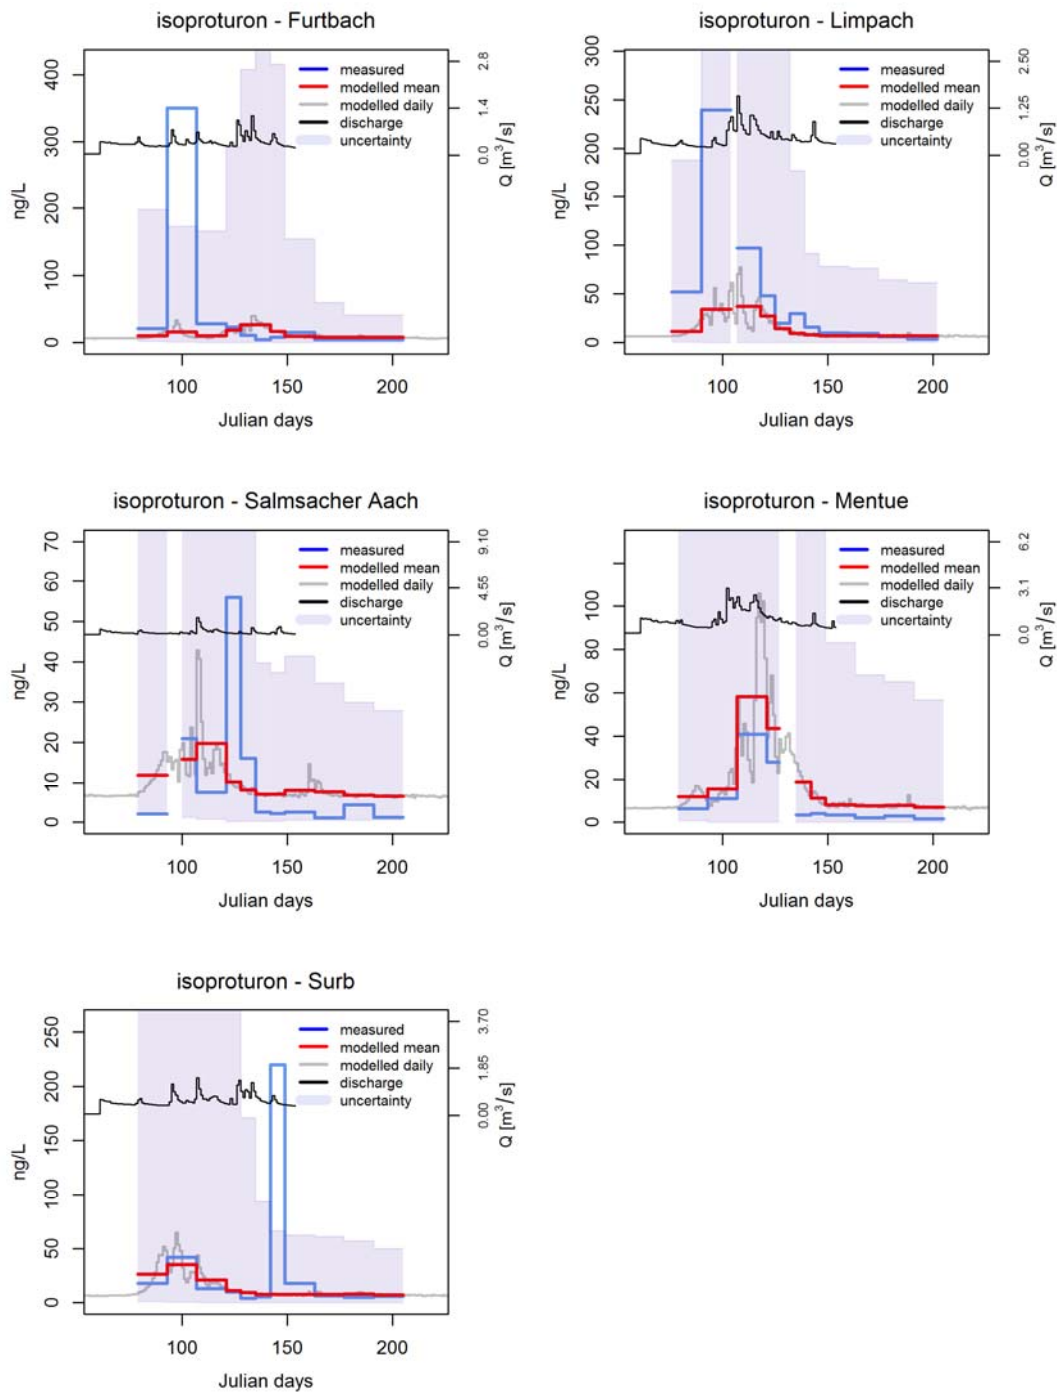 isoproturon - Furtbach
measured
modelled mean
modelled daily
discharge
uncertainty
ng/L
0 100 200 300 400
0.0 1.4 2.8
Q [m³/s]
100 150 200
Julian days
isoproturon - Limpach
measured
modelled mean
modelled daily
discharge
uncertainty
ng/L
0 50 100 150 200 250 300
0.00 1.25 2.50
Q [m³/s]
100 150 200
Julian days
isoproturon - Salmsacher Aach
measured
modelled mean
modelled daily
discharge
uncertainty
ng/L
0 10 20 30 40 50 60 70
0.00 4.55 9.10
Q [m³/s]
100 150 200
Julian days
isoproturon - Mentue
measured
modelled mean
modelled daily
discharge
uncertainty
ng/L
0 20 40 60 80 100
0.0 3.1 6.2
Q [m³/s]
100 150 200
Julian days
isoproturon - Surb
measured
modelled mean
modelled daily
discharge
uncertainty
ng/L
0 50 100 150 200 250
0.00 1.85 3.70
Q [m³/s]
100 150 200
Julian days